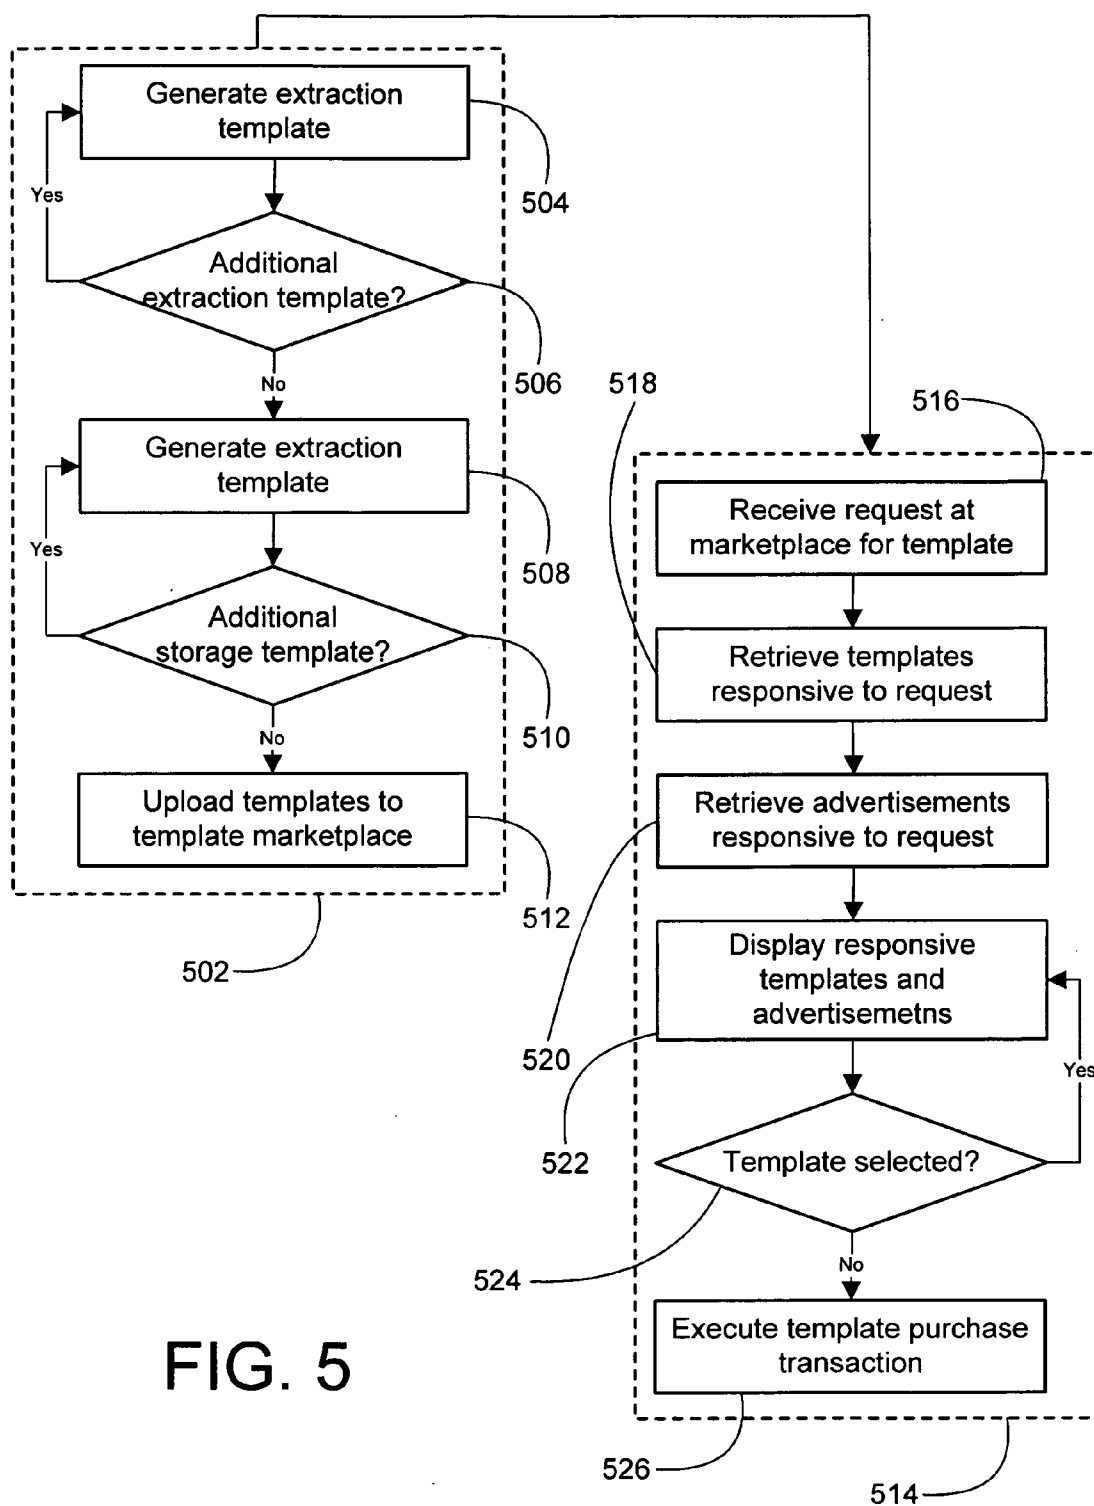 Generate extraction
template
504
Yes
Additional
extraction template?
506
No
Generate extraction
template
508
Yes
Additional
storage template?
510
No
Upload templates to
template marketplace
512
502
516
Receive request at
marketplace for template
518
Retrieve templates
responsive to request
Retrieve advertisements
responsive to request
520
Display responsive
templates and
advertisemetns
522
Yes
Template selected?
524
No
Execute template purchase
transaction
526
514
FIG. 5